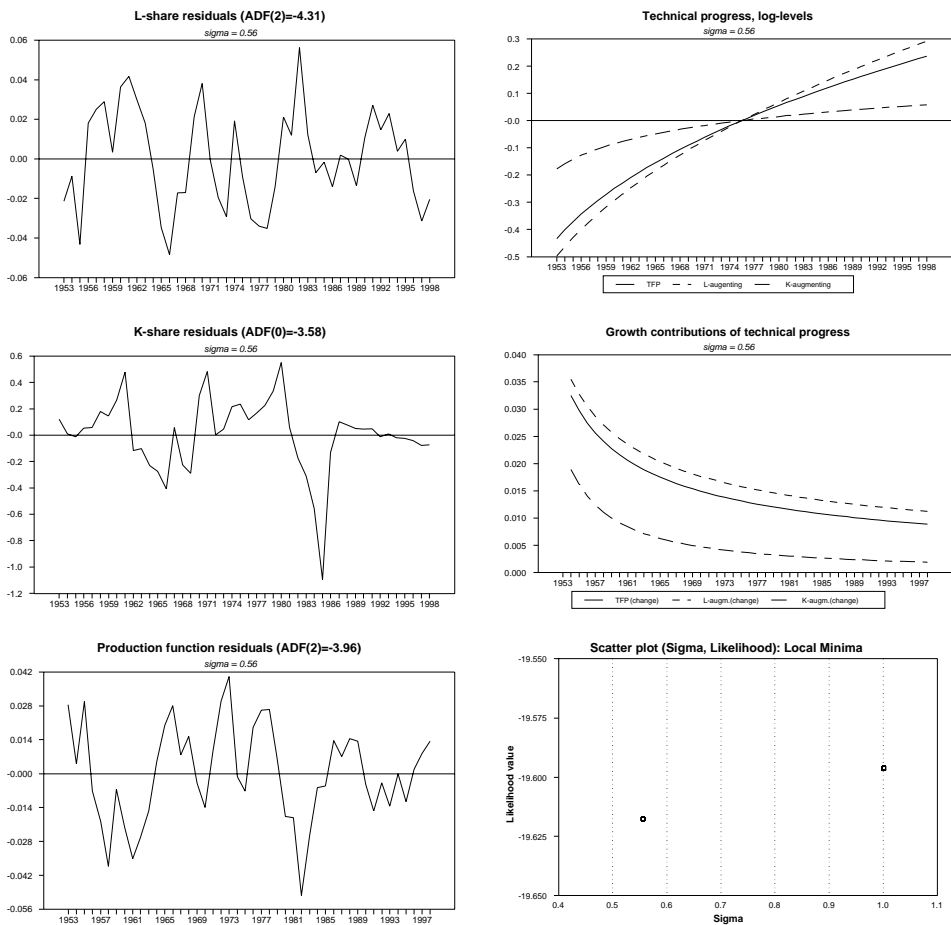 L-share residuals (ADF(2)=-4.31)
sigma = 0.56
0.06
0.04
0.02
0.00
-0.02
-0.04
-0.06
1953 1956 1959 1962 1965 1968 1971 1974 1977 1980 1983 1986 1989 1992 1995 1998
Technical progress, log-levels
sigma = 0.56
0.3
0.2
0.1
-0.0
-0.1
-0.2
-0.3
-0.4
-0.5
1953 1956 1959 1962 1965 1968 1971 1974 1977 1980 1983 1986 1989 1992 1995 1998
TFP L-augenting K-augmenting
K-share residuals (ADF(0)=-3.58)
sigma = 0.56
0.6
0.4
0.2
-0.0
-0.2
-0.4
-0.6
-0.8
-1.0
-1.2
1953 1956 1959 1962 1965 1968 1971 1974 1977 1980 1983 1986 1989 1992 1995 1998
Growth contributions of technical progress
sigma = 0.56
0.040
0.035
0.030
0.025
0.020
0.015
0.010
0.005
0.000
1953 1957 1961 1965 1969 1973 1977 1981 1985 1989 1993 1997
TFP (change) L-augm.(change) K-augm.(change)
Production function residuals (ADF(2)=-3.96)
sigma = 0.56
0.042
0.028
0.014
-0.000
-0.014
-0.028
-0.042
-0.056
1953 1957 1961 1965 1969 1973 1977 1981 1985 1989 1993 1997
Scatter plot (Sigma, Likelihood): Local Minima
Likelihood value
-19.550
-19.575
-19.600
-19.625
-19.650
0.4 0.5 0.6 0.7 0.8 0.9 1.0 1.1
Sigma